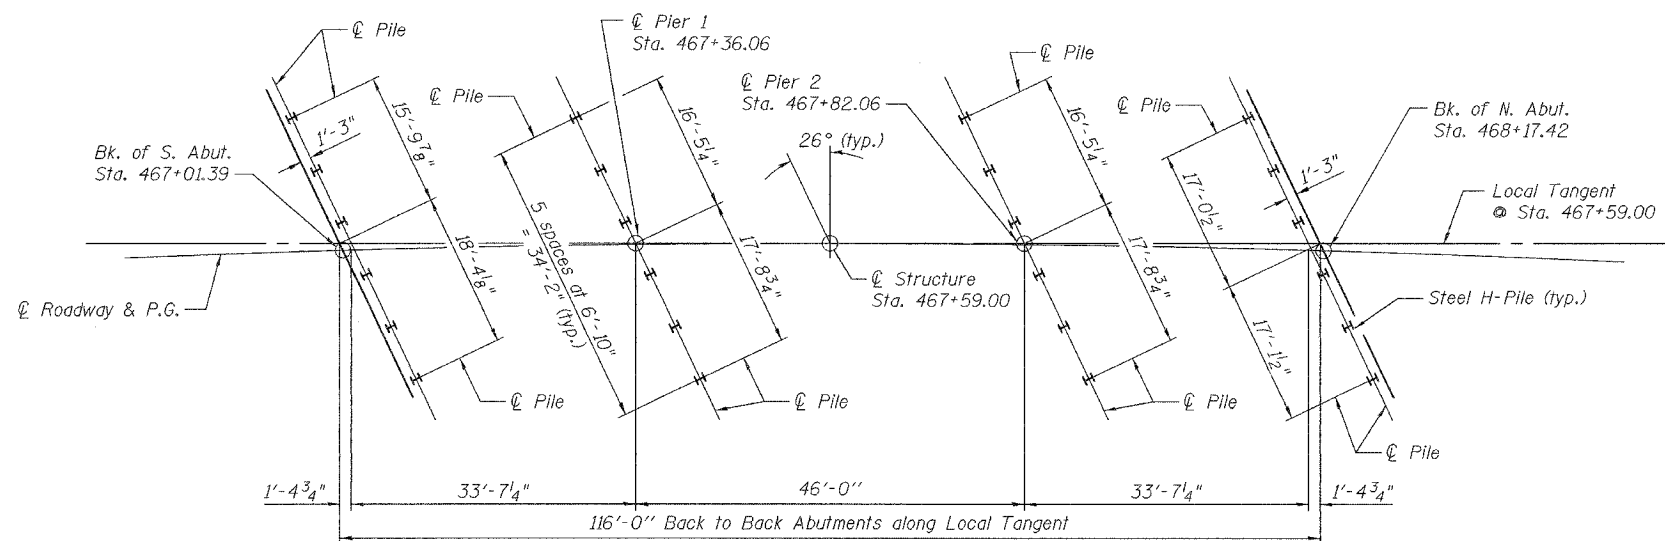 ℄ Pile
℄ Pier 1
Sta. 467+36.06
℄ Pile
℄ Pile
℄ Pier 2
Sta. 467+82.06
℄ Pile
Bk. of N. Abut.
Sta. 468+17.42
15'-9⅞"
1'-3"
16'-5¼"
26° (typ.)
16'-5¼"
1'-3"
Bk. of S. Abut.
Sta. 467+01.39
Local Tangent
@ Sta. 467+59.00
17'-0½"
18'-4⅛"
5 spaces at 6'-10"
= 34'-2" (typ.)
17'-8¾"
17'-8¾"
℄ Structure
Sta. 467+59.00
℄ Roadway & P.G.
Steel H-Pile (typ.)
17'-1½"
℄ Pile
℄ Pile
℄ Pile
℄ Pile
1'-4¾"
33'-7¼"
46'-0"
33'-7¼"
1'-4¾"
116'-0" Back to Back Abutments along Local Tangent